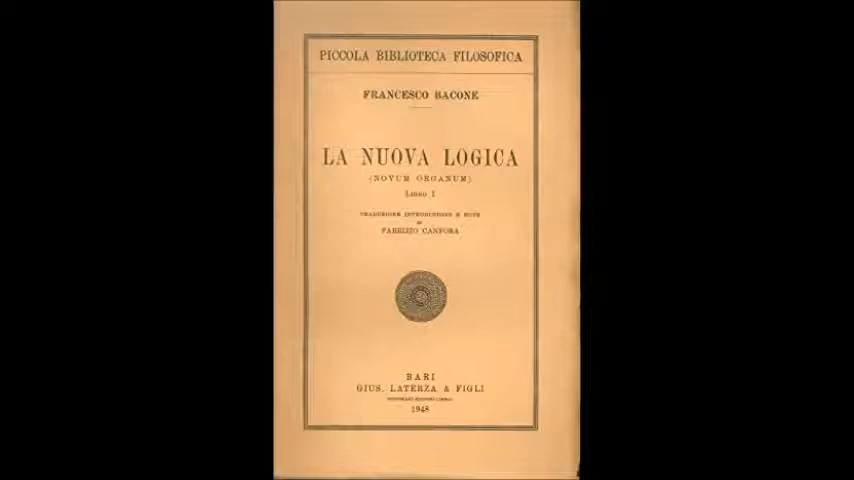 PICCOLA BIBLIOTECA FILOSOFICA
FRANCESCO BACONE
LA NUOVA LOGICA
(NOVUM ORGANUM)
LIBRO I
TRADUZIONE INTRODUZIONE E NOTE
DI
FABRIZIO CANFORA
BARI
GIUS. LATERZA & FIGLI
1948